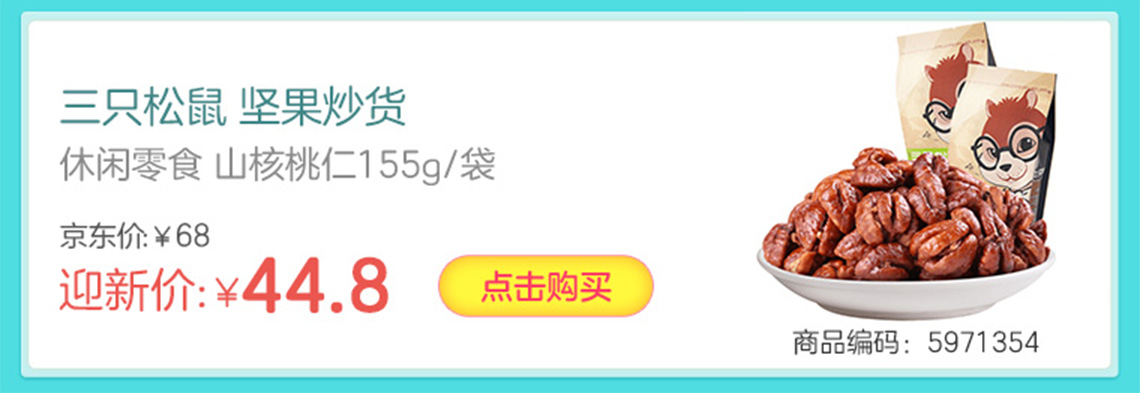 三只松鼠 坚果炒货
休闲零食 山核桃仁155g/袋
京东价:￥68
迎新价:￥44.8
点击购买
商品编码：5971354